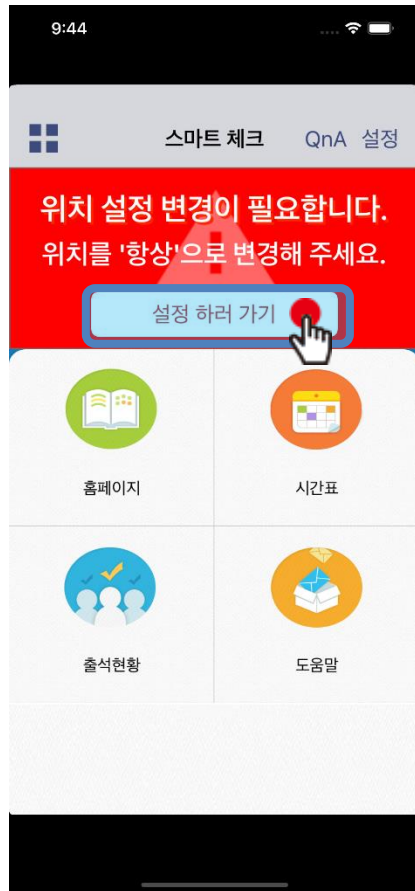 9:44
스마트 체크 QnA 설정
위치 설정 변경이 필요합니다.
위치를 '항상'으로 변경해 주세요.
설정 하러 가기
홈페이지 시간표
출석현황 도움말